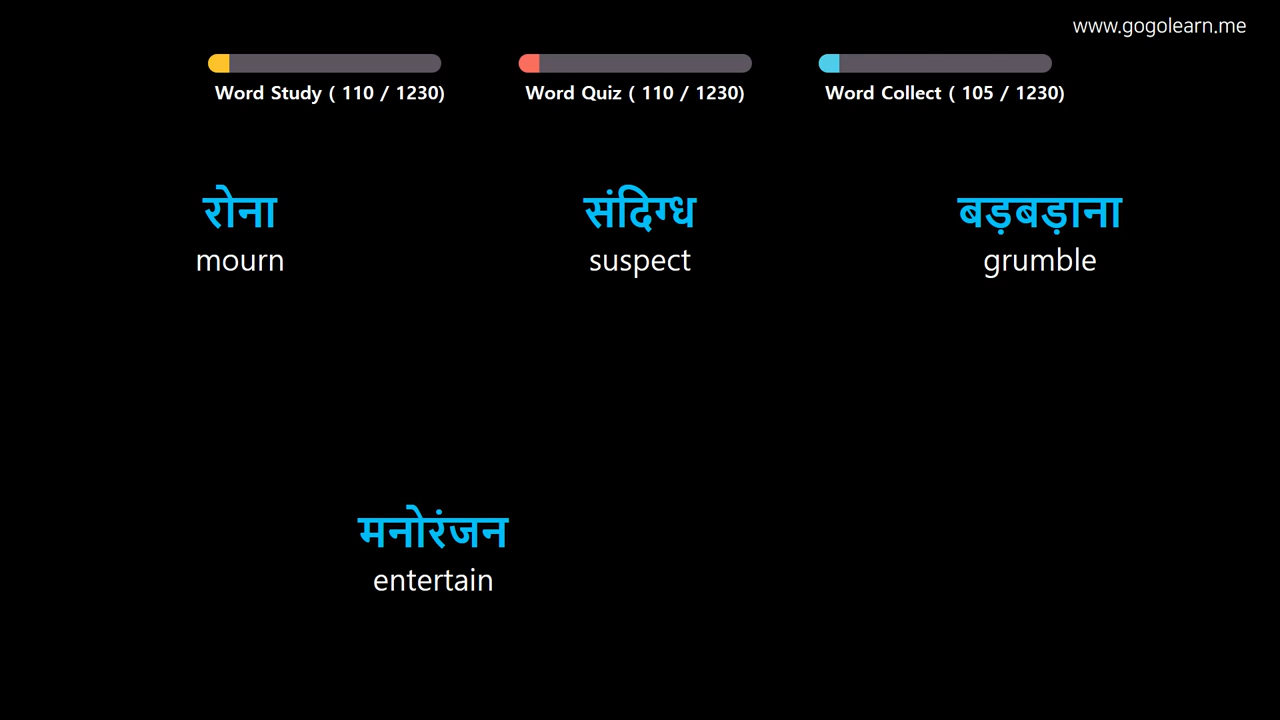 www.gogolearn.me
Word Study ( 110 / 1230)
Word Quiz ( 110 / 1230)
Word Collect ( 105 / 1230)
रोना
mourn
संदिग्ध
suspect
बड़बड़ाना
grumble
मनोरंजन
entertain